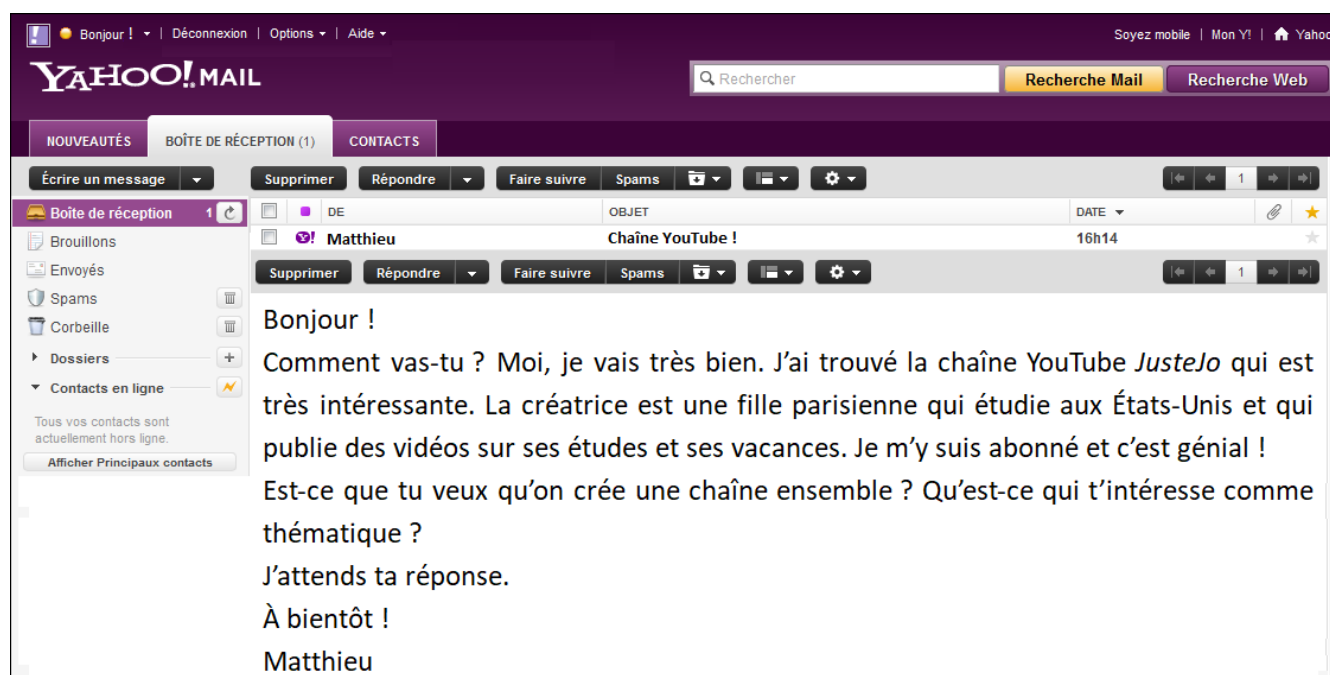 Bonjour ! | Déconnexion | Options | Aide Soyez mobile | Mon Y! | Yahoo
YAHOO! MAIL Rechercher Recherche Mail Recherche Web
NOUVEAUTÉS BOÎTE DE RÉCEPTION (1) CONTACTS
Écrire un message Supprimer Répondre Faire suivre Spams 1
Boîte de réception 1 DE OBJET DATE
Brouillons Y! Matthieu Chaîne YouTube ! 16h14
Envoyés Supprimer Répondre Faire suivre Spams 1
Spams
Corbeille
Dossiers
Contacts en ligne
Tous vos contacts sont
actuellement hors ligne.
Afficher Principaux contacts
Bonjour !
Comment vas-tu ? Moi, je vais très bien. J’ai trouvé la chaîne YouTube JusteJo qui est
très intéressante. La créatrice est une fille parisienne qui étudie aux États-Unis et qui
publie des vidéos sur ses études et ses vacances. Je m’y suis abonné et c’est génial !
Est-ce que tu veux qu’on crée une chaîne ensemble ? Qu’est-ce qui t’intéresse comme
thématique ?
J’attends ta réponse.
À bientôt !
Matthieu